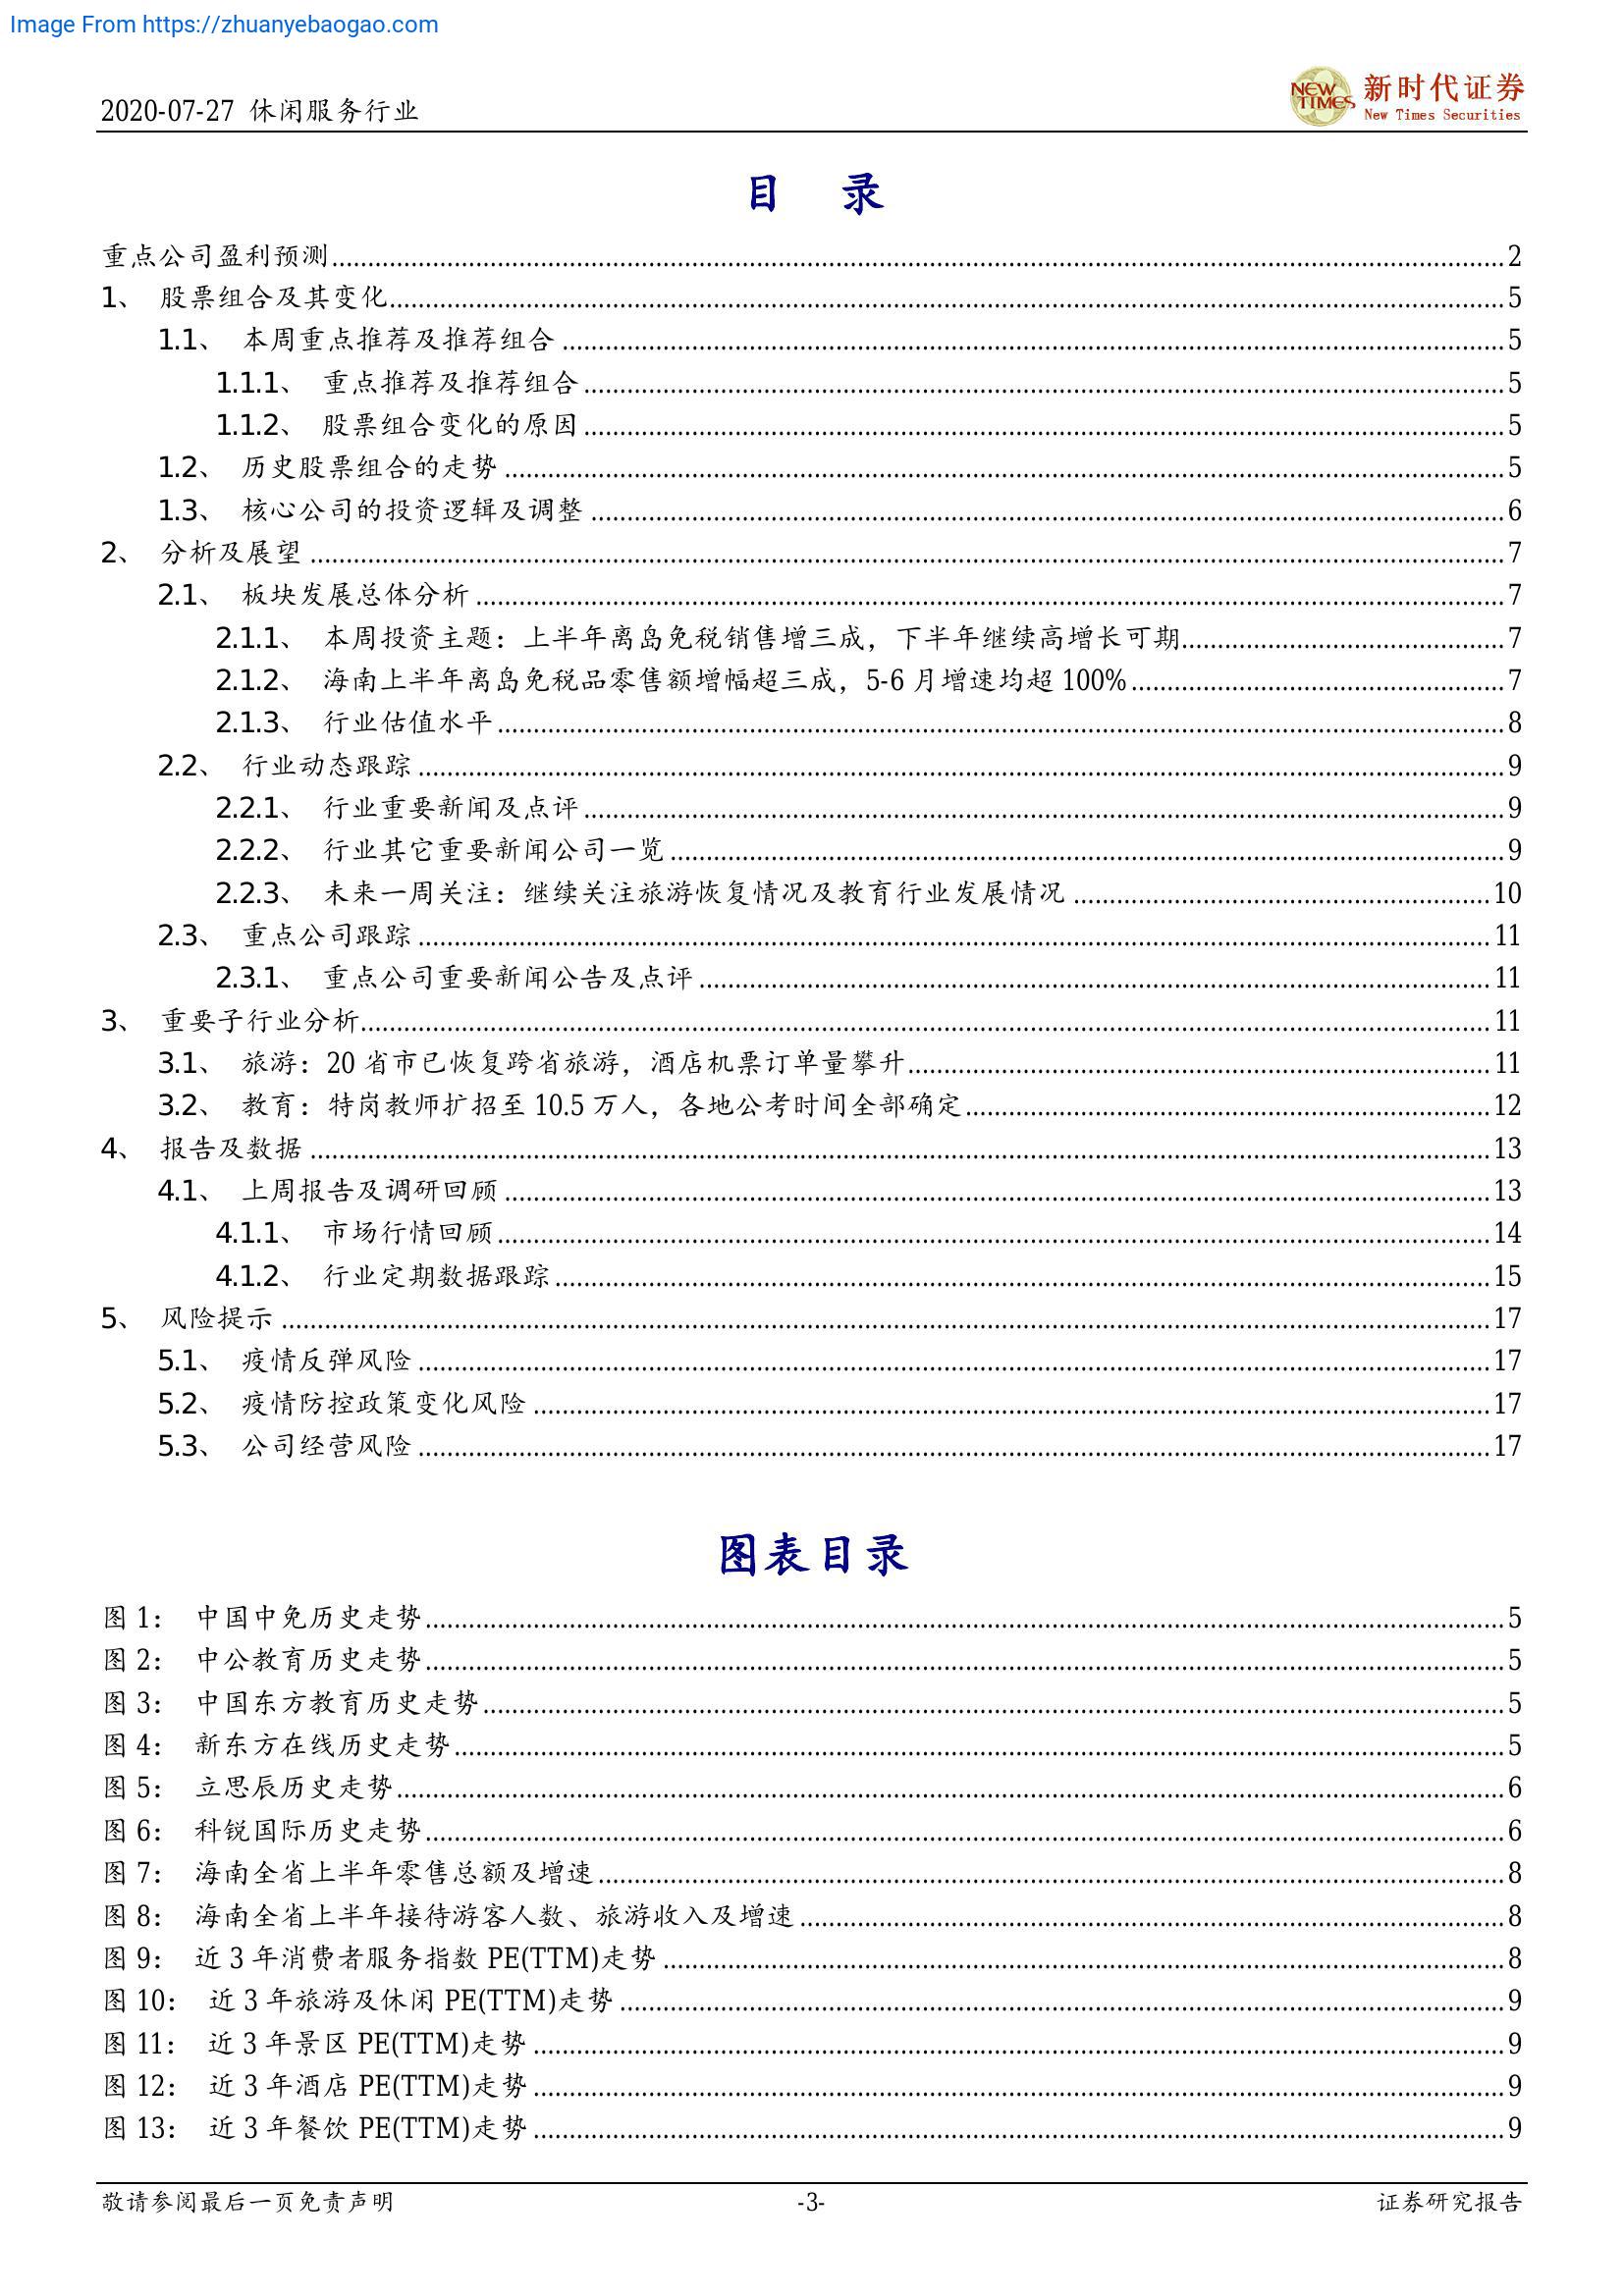 Image From https://zhuanyebaogao.com
2020-07-27 休闲服务行业
NEW TIMES
新时代证券
New Times Securities
目 录
重点公司盈利预测 2
1、 股票组合及其变化 5
1.1、 本周重点推荐及推荐组合 5
1.1.1、 重点推荐及推荐组合 5
1.1.2、 股票组合变化的原因 5
1.2、 历史股票组合的走势 5
1.3、 核心公司的投资逻辑及调整 6
2、 分析及展望 7
2.1、 板块发展总体分析 7
2.1.1、 本周投资主题：上半年离岛免税销售增三成，下半年继续高增长可期 7
2.1.2、 海南上半年离岛免税品零售额增幅超三成，5-6 月增速均超 100% 7
2.1.3、 行业估值水平 8
2.2、 行业动态跟踪 9
2.2.1、 行业重要新闻及点评 9
2.2.2、 行业其它重要新闻公司一览 9
2.2.3、 未来一周关注：继续关注旅游恢复情况及教育行业发展情况 10
2.3、 重点公司跟踪 11
2.3.1、 重点公司重要新闻公告及点评 11
3、 重要子行业分析 11
3.1、 旅游：20 省市已恢复跨省旅游，酒店机票订单量攀升 11
3.2、 教育：特岗教师扩招至 10.5 万人，各地公考时间全部确定 12
4、 报告及数据 13
4.1、 上周报告及调研回顾 13
4.1.1、 市场行情回顾 14
4.1.2、 行业定期数据跟踪 15
5、 风险提示 17
5.1、 疫情反弹风险 17
5.2、 疫情防控政策变化风险 17
5.3、 公司经营风险 17
图表目录
图 1： 中国中免历史走势 5
图 2： 中公教育历史走势 5
图 3： 中国东方教育历史走势 5
图 4： 新东方在线历史走势 5
图 5： 立思辰历史走势 6
图 6： 科锐国际历史走势 6
图 7： 海南全省上半年零售总额及增速 8
图 8： 海南全省上半年接待游客人数、旅游收入及增速 8
图 9： 近 3 年消费者服务指数 PE(TTM)走势 8
图 10： 近 3 年旅游及休闲 PE(TTM)走势 9
图 11： 近 3 年景区 PE(TTM)走势 9
图 12： 近 3 年酒店 PE(TTM)走势 9
图 13： 近 3 年餐饮 PE(TTM)走势 9
敬请参阅最后一页免责声明 -3- 证券研究报告